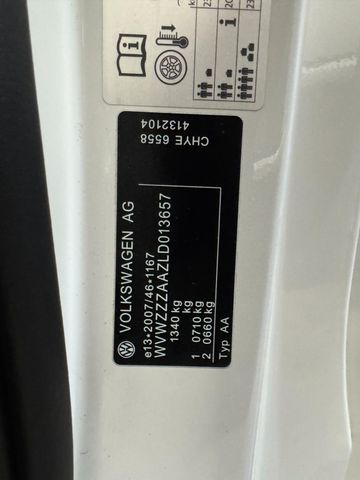 VOLKSWAGEN AG
e13*2007/46*1167
WVWZZZAAZLD013657
1340 kg
kg
1 0710 kg
2 0660 kg
Typ AA
CHYE 6558
4132104